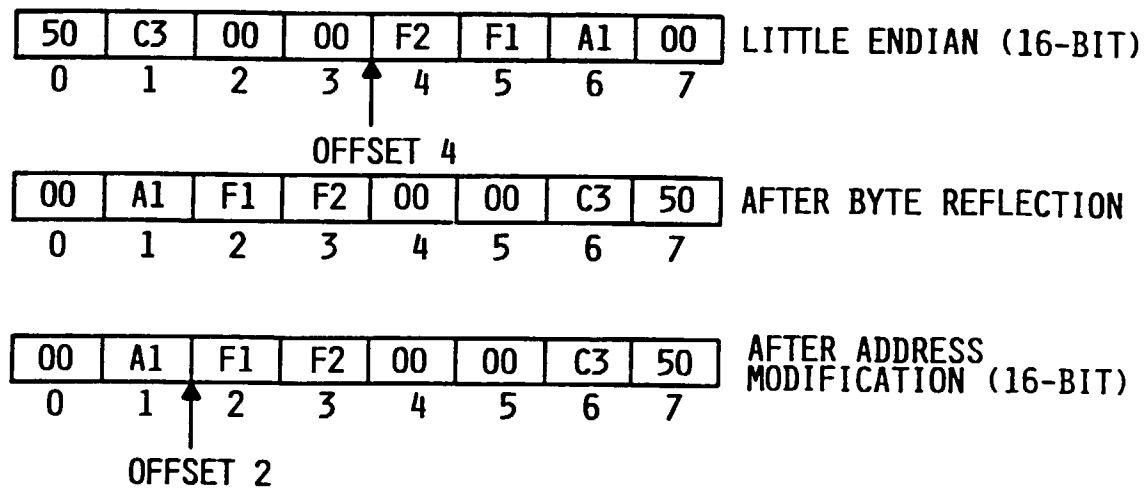 50 C3 00 00 F2 F1 A1 00 LITTLE ENDIAN (16-BIT)
0 1 2 3 4 5 6 7
OFFSET 4
00 A1 F1 F2 00 00 C3 50 AFTER BYTE REFLECTION
0 1 2 3 4 5 6 7
00 A1 F1 F2 00 00 C3 50 AFTER ADDRESS
MODIFICATION (16-BIT)
0 1 2 3 4 5 6 7
OFFSET 2